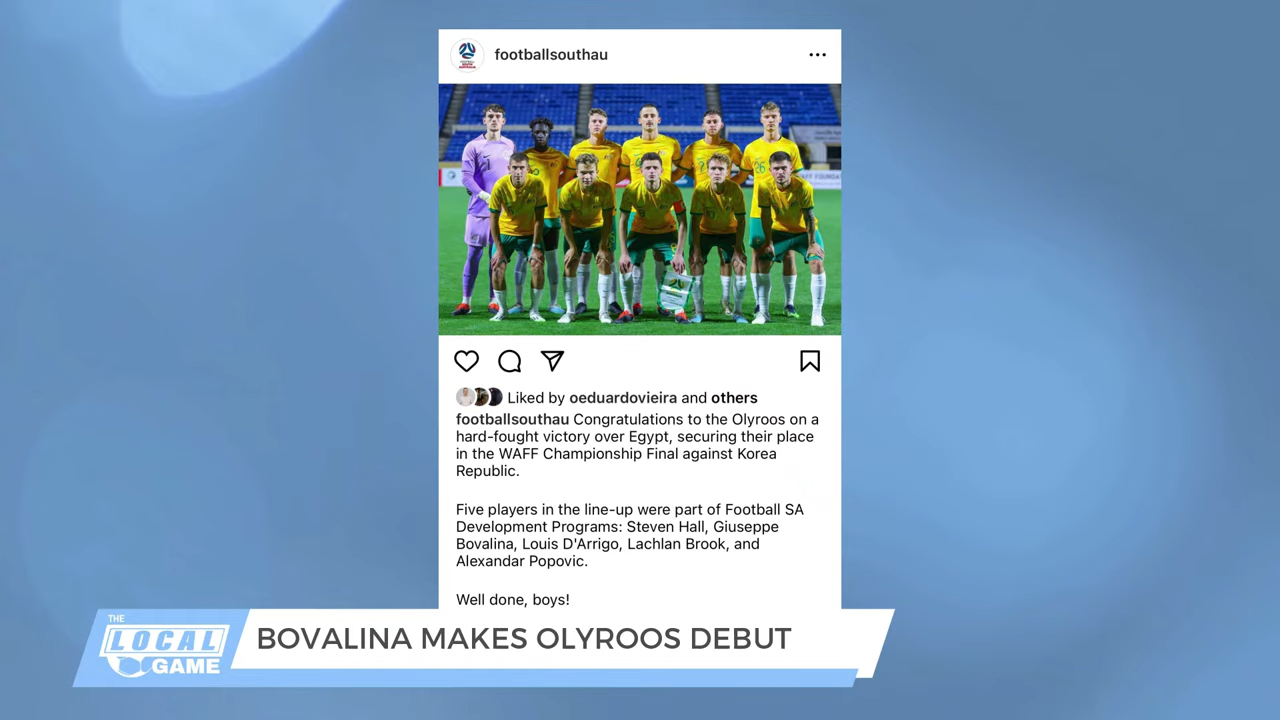 footballsouthau
Liked by oeduardovieira and others
footballsouthau Congratulations to the Olyroos on a
hard-fought victory over Egypt, securing their place
in the WAFF Championship Final against Korea
Republic.
Five players in the line-up were part of Football SA
Development Programs: Steven Hall, Giuseppe
Bovalina, Louis D'Arrigo, Lachlan Brook, and
Alexandar Popovic.
Well done, boys!
THE
LOCAL
GAME
BOVALINA MAKES OLYROOS DEBUT